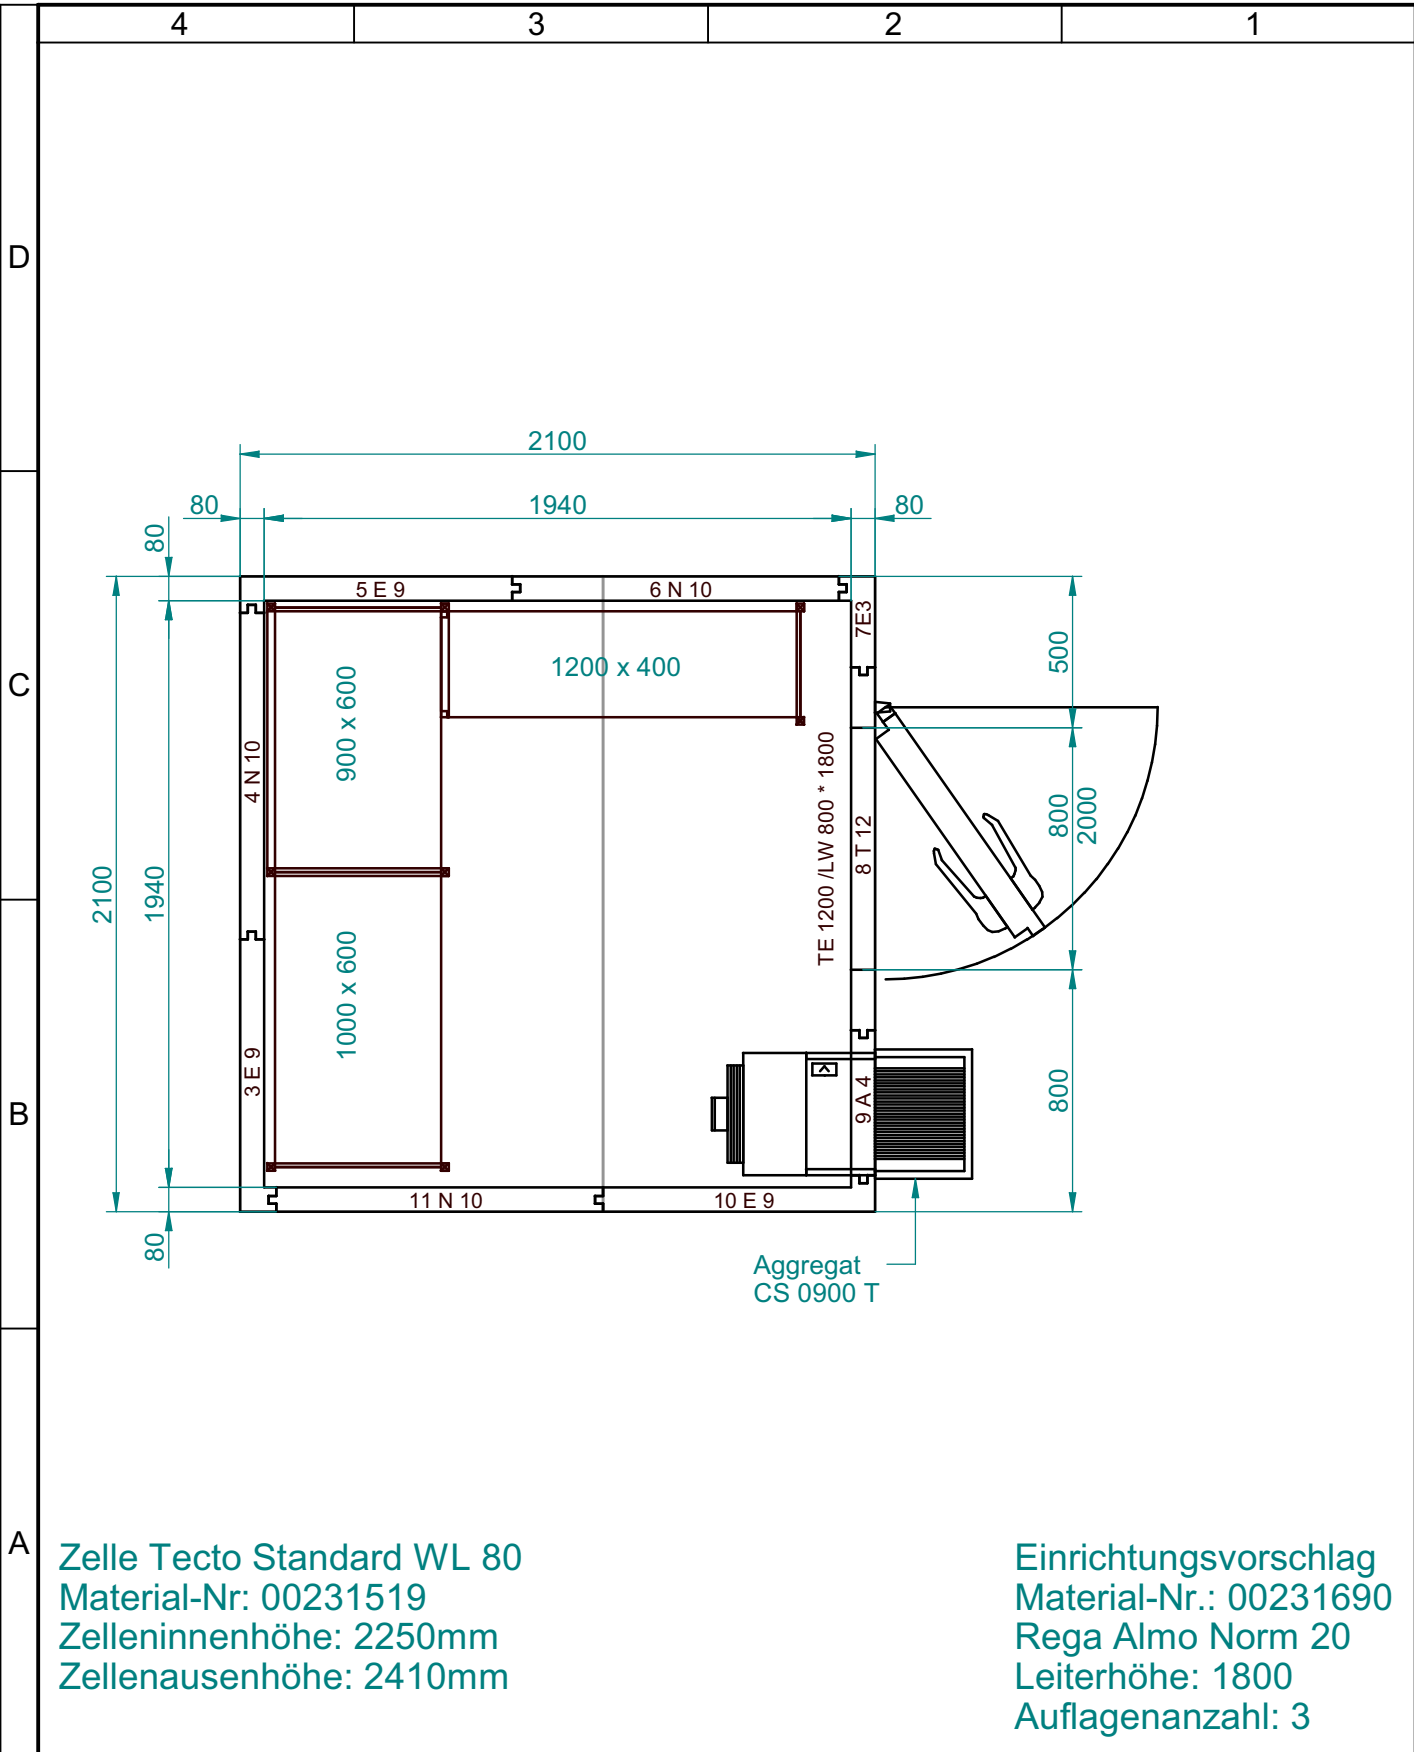 4 3 2 1
D
C
B
A
2100
80 1940 80
80
5 E 9 6 N 10
7E3
500
1200 x 400
900 x 600
4 N 10
TE 1200 /LW 800 * 1800
8 T 12
800
2000
2100
1940
1000 x 600
3 E 9
9 A 4
800
11 N 10 10 E 9
80
Aggregat
CS 0900 T
Zelle Tecto Standard WL 80
Material-Nr: 00231519
Zelleninnenhöhe: 2250mm
Zellenausenhöhe: 2410mm
Einrichtungsvorschlag
Material-Nr.: 00231690
Rega Almo Norm 20
Leiterhöhe: 1800
Auflagenanzahl: 3